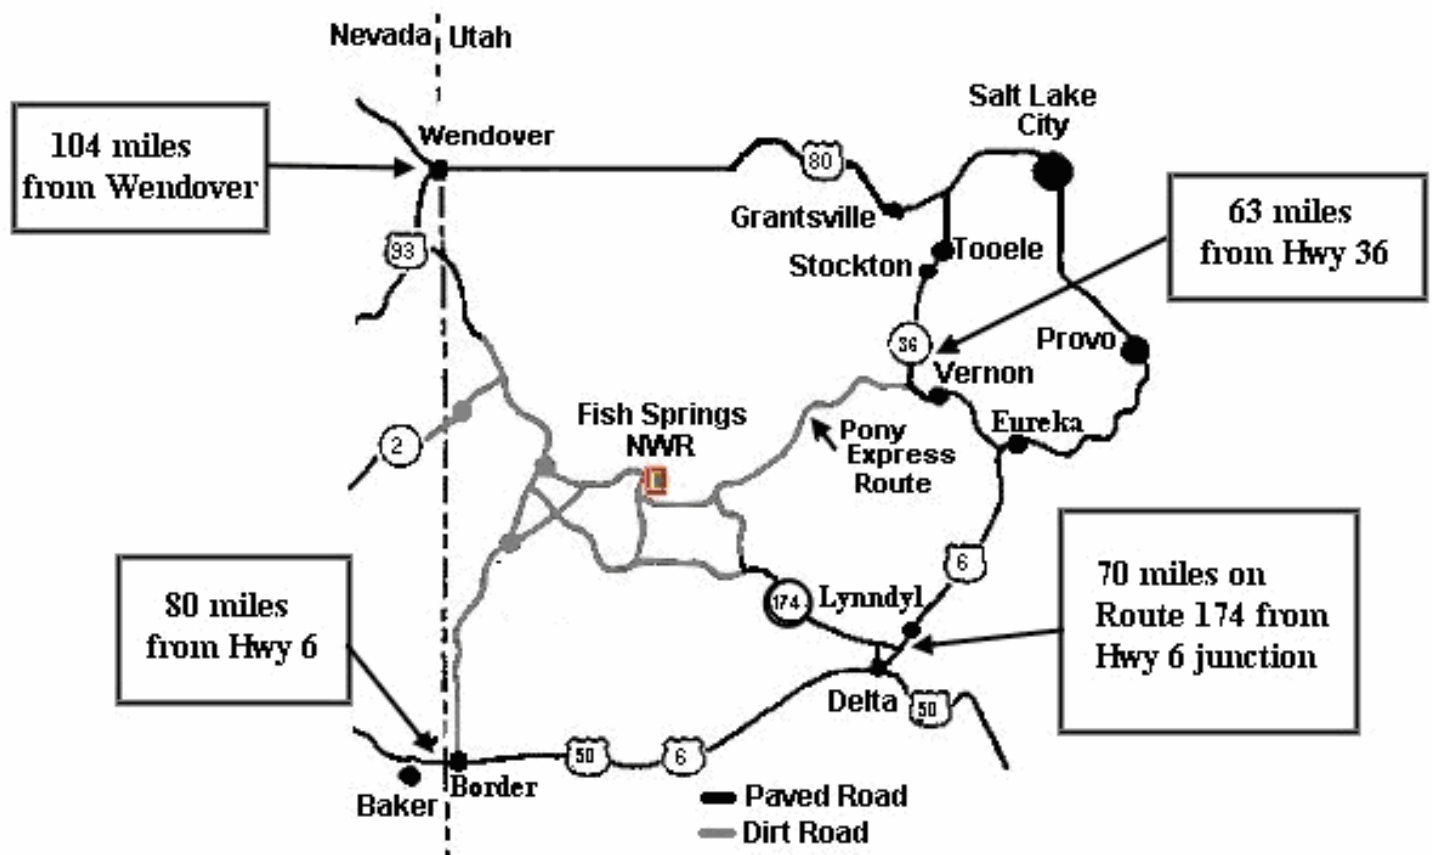 Nevada
Utah
104 miles
from Wendover
Wendover
Salt Lake
City
80
Grantsville
63 miles
from Hwy 36
93
Tooele
Stockton
36
Provo
Vernon
Fish Springs
NWR
Pony
Express
Route
Eureka
2
6
70 miles on
Route 174 from
Hwy 6 junction
80 miles
from Hwy 6
174
Lynndyl
Delta
50
50
6
Border
Baker
Paved Road
Dirt Road